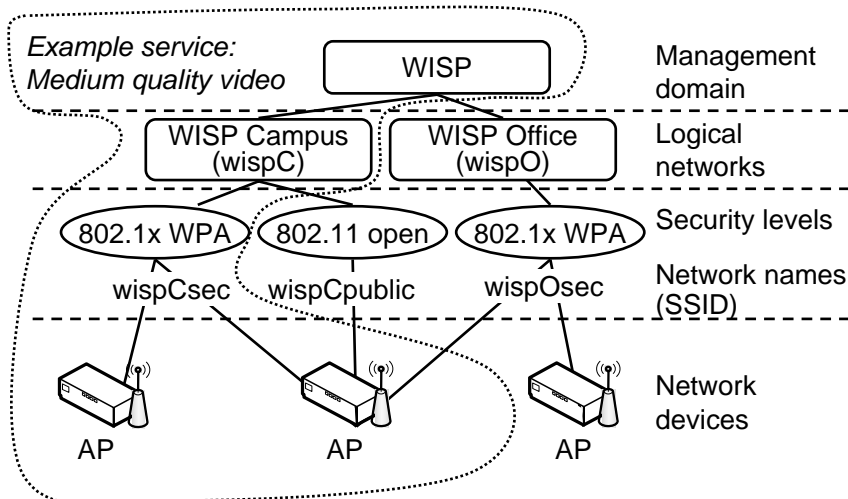 Example service:
Medium quality video
WISP
Management
domain
WISP Campus
(wispC)
WISP Office
(wispO)
Logical
networks
802.1x WPA
802.11 open
802.1x WPA
Security levels
wispCsec
wispCpublic
wispOsec
Network names
(SSID)
AP
AP
AP
Network
devices